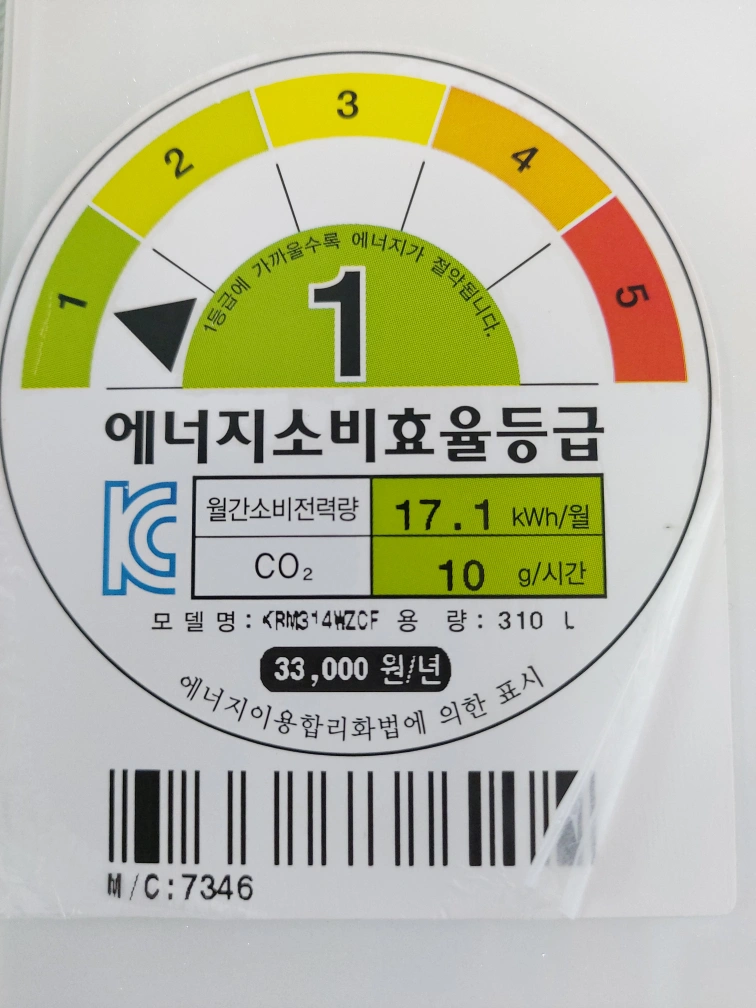 1 2 3 4 5
1등급에 가까울수록 에너지가 절약됩니다.
1
에너지소비효율등급
KC
월간소비전력량 17.1 kWh/월
CO₂ 10 g/시간
모델명: KRM314WZCF 용 량: 310 L
33,000 원/년
에너지이용합리화법에 의한 표시
M/C:7346